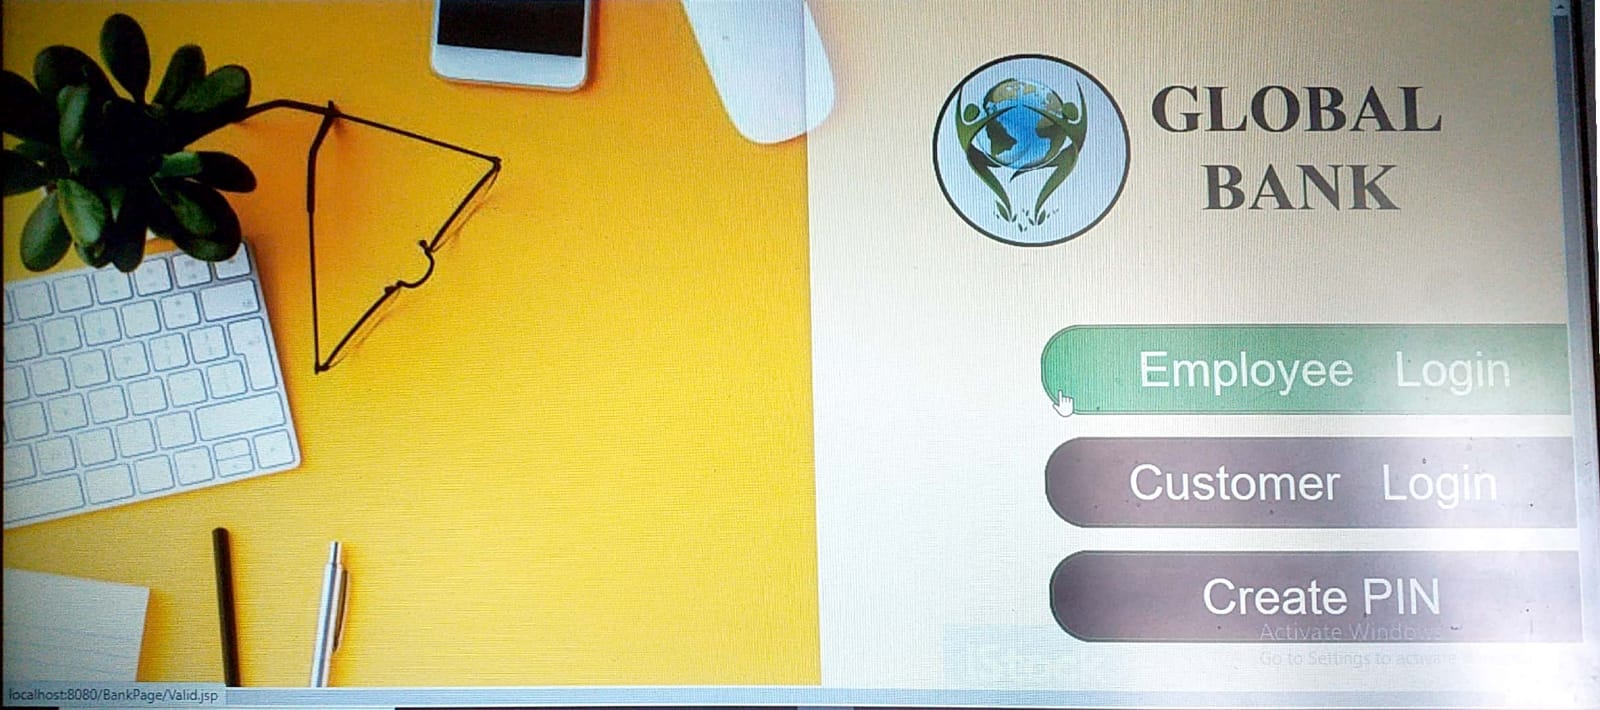 GLOBAL
BANK
Employee Login
Customer Login
Create PIN
Activate Windows
Go to Settings to activate
localhost:8080/BankPage/Valid.jsp